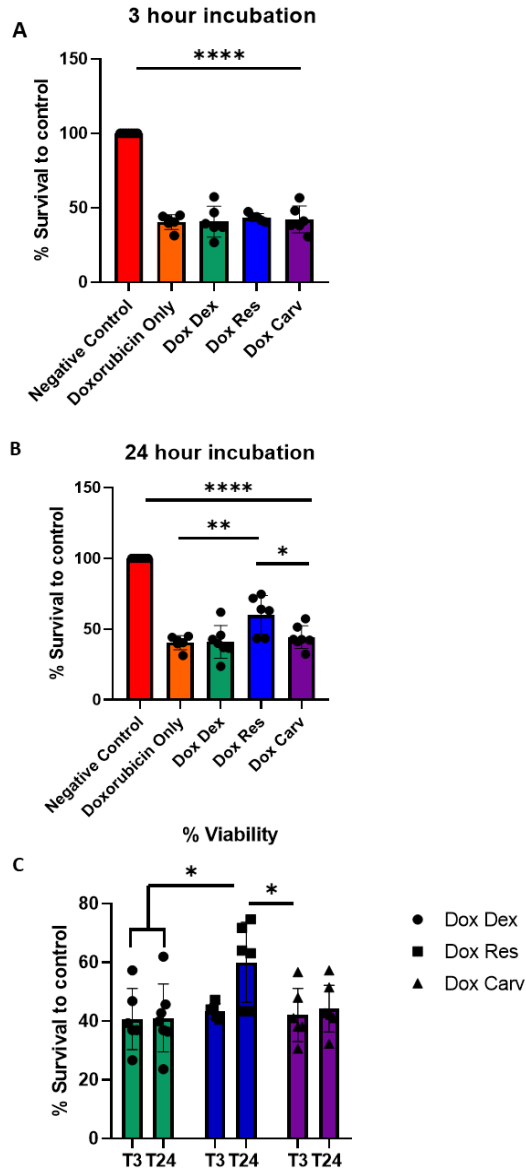 A
3 hour incubation
****
% Survival to control
150
100
50
0
Negative Control
Doxorubicin Only
Dox Dex
Dox Res
Dox Carv
B
24 hour incubation
****
**
*
% Survival to control
150
100
50
0
Negative Control
Doxorubicin Only
Dox Dex
Dox Res
Dox Carv
% Viability
C
*
*
% Survival to control
80
60
40
20
0
T3 T24 T3 T24 T3 T24
Dox Dex
Dox Res
Dox Carv